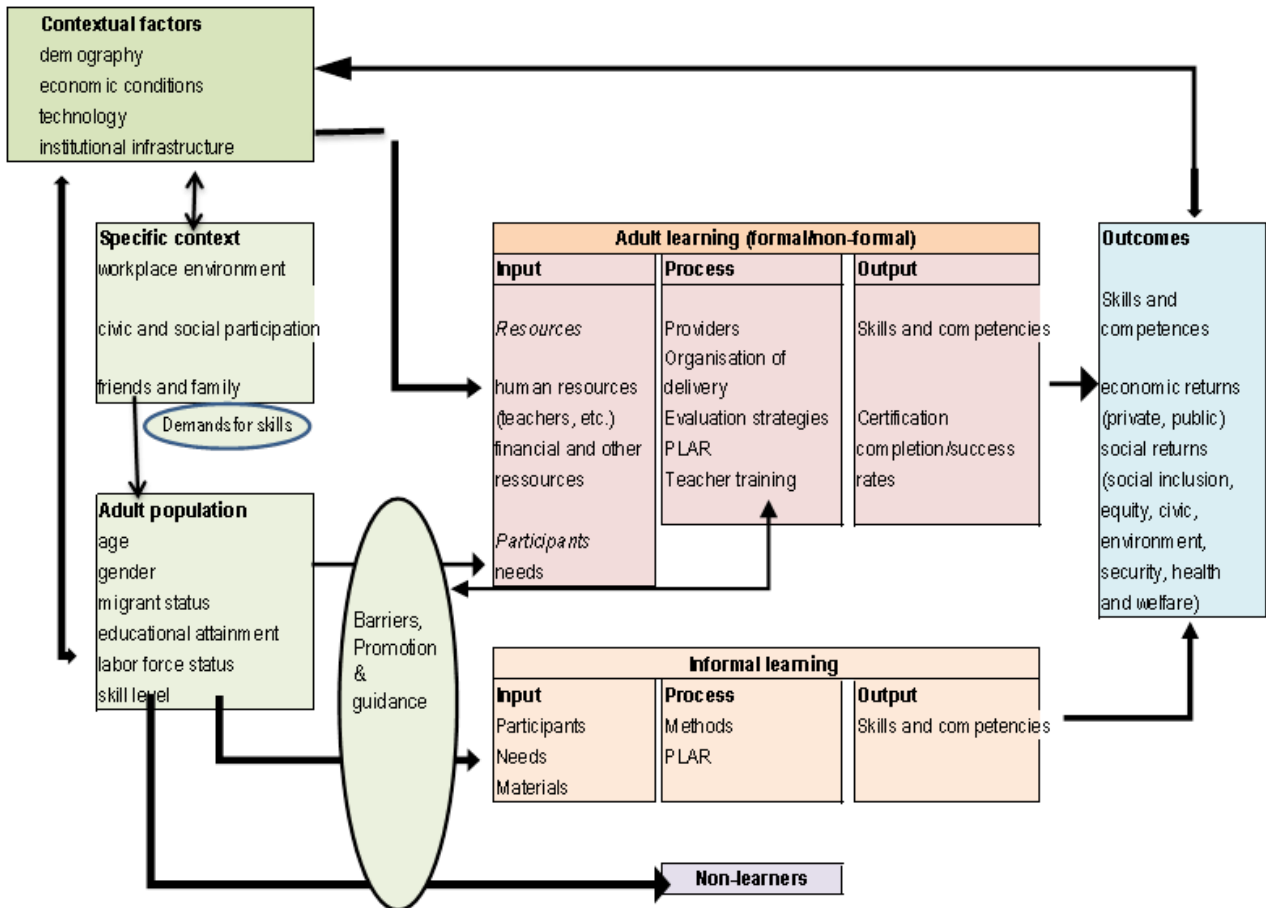 Contextual factors
demography
economic conditions
technology
institutional infrastructure
Specific context
workplace environment
civic and social participation
friends and family
Demands for skills
Adult population
age
gender
migrant status
educational attainment
labor force status
skill level
Barriers,
Promotion
&
guidance
Adult learning (formal/non-formal)
Input
Resources
human resources
(teachers, etc.)
financial and other
ressources
Participants
needs
Process
Providers
Organisation of
delivery
Evaluation strategies
PLAR
Teacher training
Output
Skills and competencies
Certification
completion/success
rates
Informal learning
Input
Participants
Needs
Materials
Process
Methods
PLAR
Output
Skills and competencies
Non-learners
Outcomes
Skills and
competences
economic returns
(private, public)
social returns
(social inclusion,
equity, civic,
environment,
security, health
and welfare)